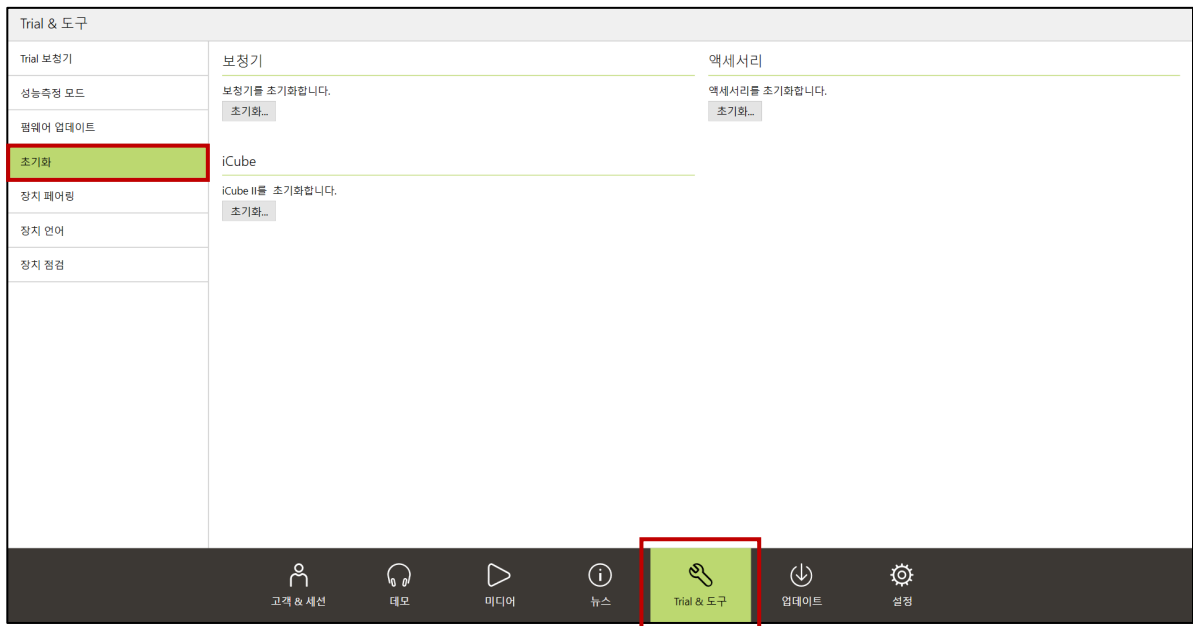 Trial & 도구
Trial 보청기
성능측정 모드
펌웨어 업데이트
초기화
장치 페어링
장치 언어
장치 점검
보청기
보청기를 초기화합니다.
초기화...
iCube
iCube II를 초기화합니다.
초기화...
액세서리
액세서리를 초기화합니다.
초기화...
고객 & 세션
데모
미디어
뉴스
Trial & 도구
업데이트
설정